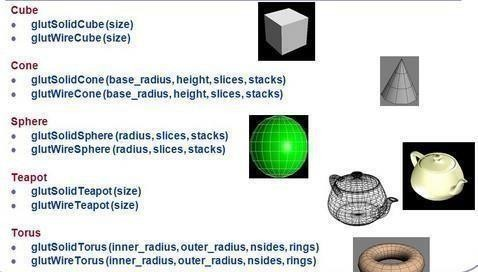 Cube
glutSolidCube (size)
glutWireCube (size)
Cone
glutSolidCone (base_radius, height, slices, stacks)
glutWireCone (base_radius, height, slices, stacks)
Sphere
glutSolidSphere (radius, slices, stacks)
glutWireSphere (radius, slices, stacks)
Teapot
glutSolidTeapot (size)
glutWireTeapot (size)
Torus
glutSolidTorus (inner_radius, outer_radius, nsides, rings)
glutWireTorus (inner_radius, outer_radius, nsides, rings)